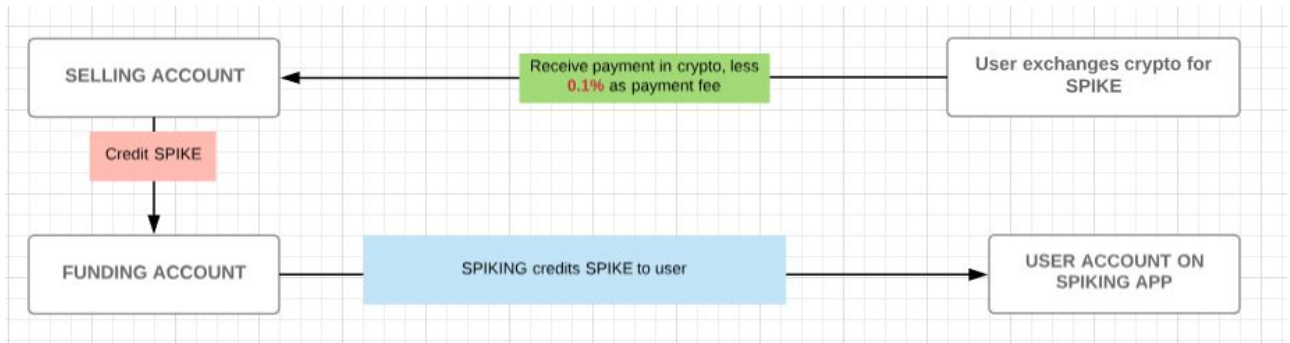 SELLING ACCOUNT
Receive payment in crypto, less
0.1% as payment fee
User exchanges crypto for
SPIKE
Credit SPIKE
FUNDING ACCOUNT
SPIKING credits SPIKE to user
USER ACCOUNT ON
SPIKING APP